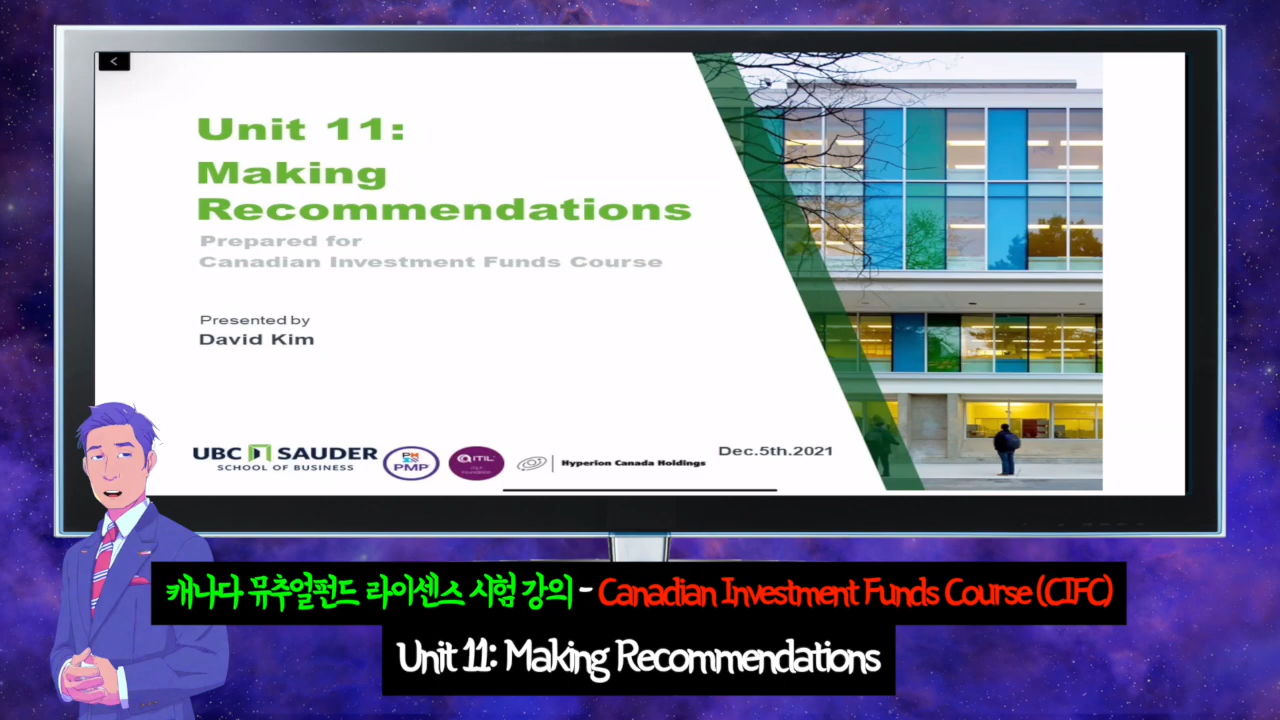 <
Unit 11:
Making
Recommendations
Prepared for
Canadian Investment Funds Course
Presented by
David Kim
UBC SAUDER
SCHOOL OF BUSINESS
PMP
ITIL
Foundation
Hyperion Canada Holdings
Dec.5th.2021
캐나다 뮤추얼펀드 라이센스 시험 강의 - Canadian Investment Funds Course (CIFC)
Unit 11: Making Recommendations